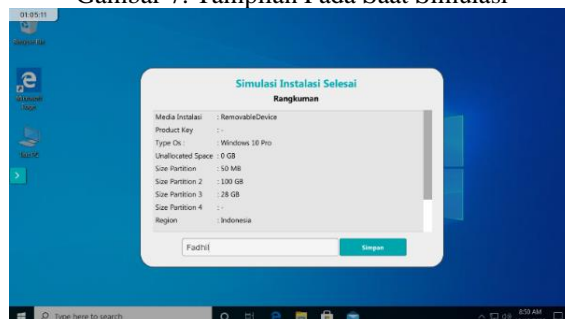 Gambar 7. Tampilan Pada Saat Simulasi
01:05:11
Simulasi Instalasi Selesai
Rangkuman
Media Instalasi : RemovableDevice
Product Key : -
Type Os : : Windows 10 Pro
Unallocated Space : 0 GB
Size Partition : 50 MB
Size Partition 2 : 100 GB
Size Partition 3 : 28 GB
Size Partition 4 : -
Region : Indonesia
Fadhil
Simpan
Type here to search
8:50 AM